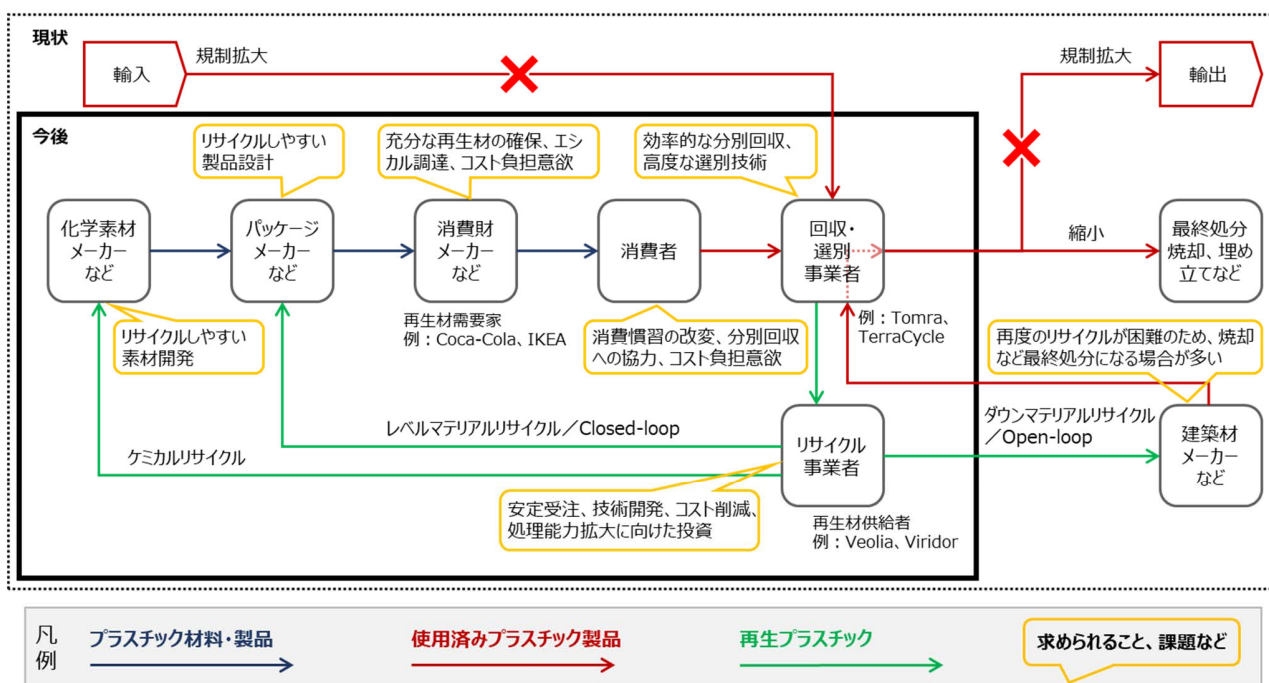 現状
輸入
規制拡大
規制拡大
輸出
今後
リサイクルしやすい
製品設計
充分な再生材の確保、エシ
カル調達、コスト負担意欲
効率的な分別回収、
高度な選別技術
化学素材
メーカー
など
パッケージ
メーカー
など
消費財
メーカー
など
消費者
回収・
選別
事業者
縮小
最終処分
焼却、埋め
立てなど
リサイクルしやすい
素材開発
再生材需要家
例：Coca-Cola、IKEA
消費慣習の改変、分別回収
への協力、コスト負担意欲
例：Tomra、
TerraCycle
再度のリサイクルが困難のため、焼却
など最終処分になる場合が多い
レベルマテリアルリサイクル／Closed-loop
ケミカルリサイクル
リサイクル
事業者
ダウンマテリアルリサイクル
／Open-loop
建築材
メーカー
など
安定受注、技術開発、コスト削減、
処理能力拡大に向けた投資
再生材供給者
例：Veolia、Viridor
凡
例
プラスチック材料・製品
使用済みプラスチック製品
再生プラスチック
求められること、課題など